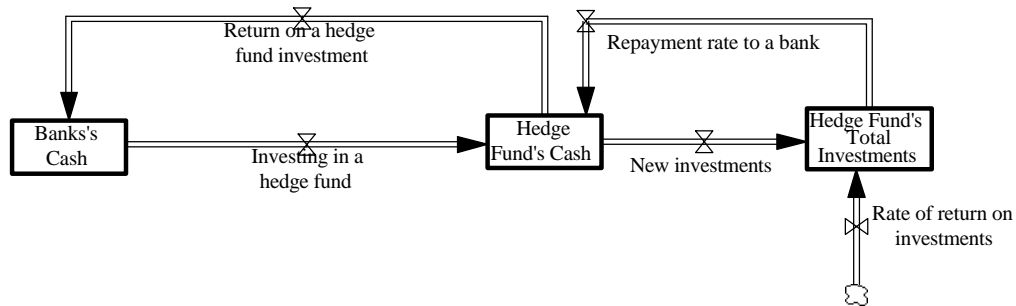 Return on a hedge
fund investment
Repayment rate to a bank
Banks's
Cash
Investing in a
hedge fund
Hedge
Fund's Cash
New investments
Hedge Fund's
Total
Investments
Rate of return on
investments